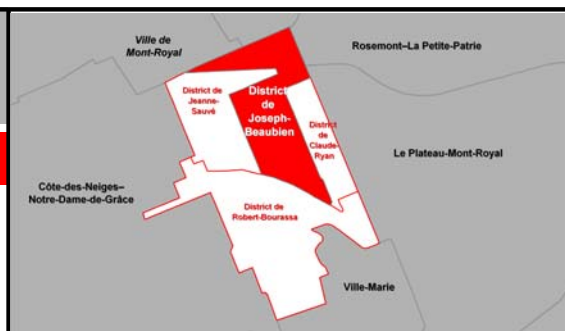 Ville de
Mont-Royal
Rosemont–La Petite-Patrie
District de
Jeanne-
Sauvé
District
de
Joseph-
Beaubien
District
de
Claude-
Ryan
Le Plateau-Mont-Royal
Côte-des-Neiges–
Notre-Dame-de-Grâce
District de
Robert-Bourassa
Ville-Marie